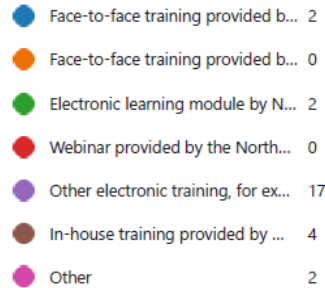 Face-to-face training provided b... 2
Face-to-face training provided b... 0
Electronic learning module by N... 2
Webinar provided by the North... 0
Other electronic training, for ex... 17
In-house training provided by ... 4
Other 2